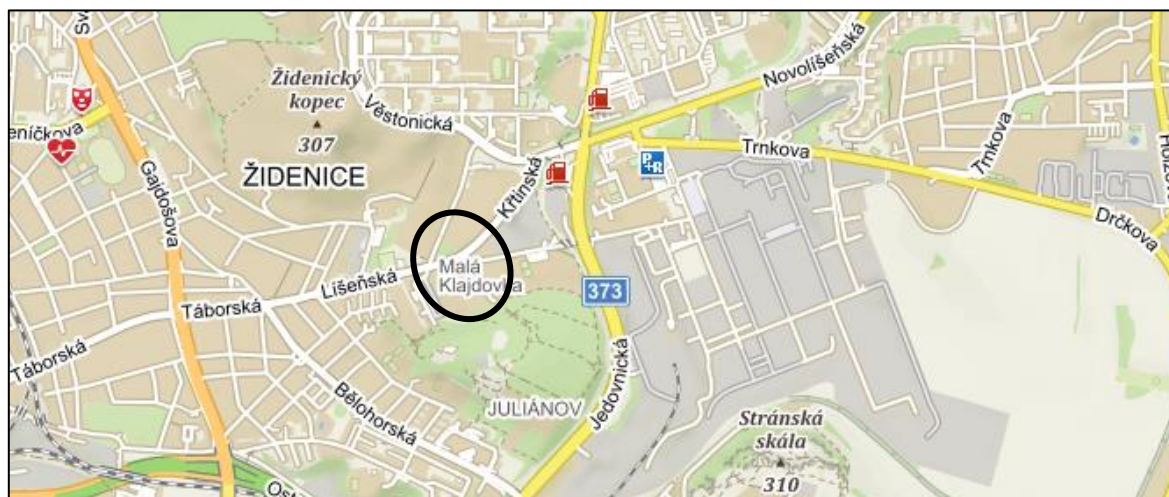 Židenický
kopec
307
Věstonická
Novolíšeňská
eníčkova
Gajdošova
ŽIDENICE
Křtinská
P+R
Trnkova
Trnkova
Drčkova
Malá
Klajdovka
Líšeňská
373
Táborská
Táborská
Bělohorská
JULIÁNOV
Jedovnická
Stránská
skála
310